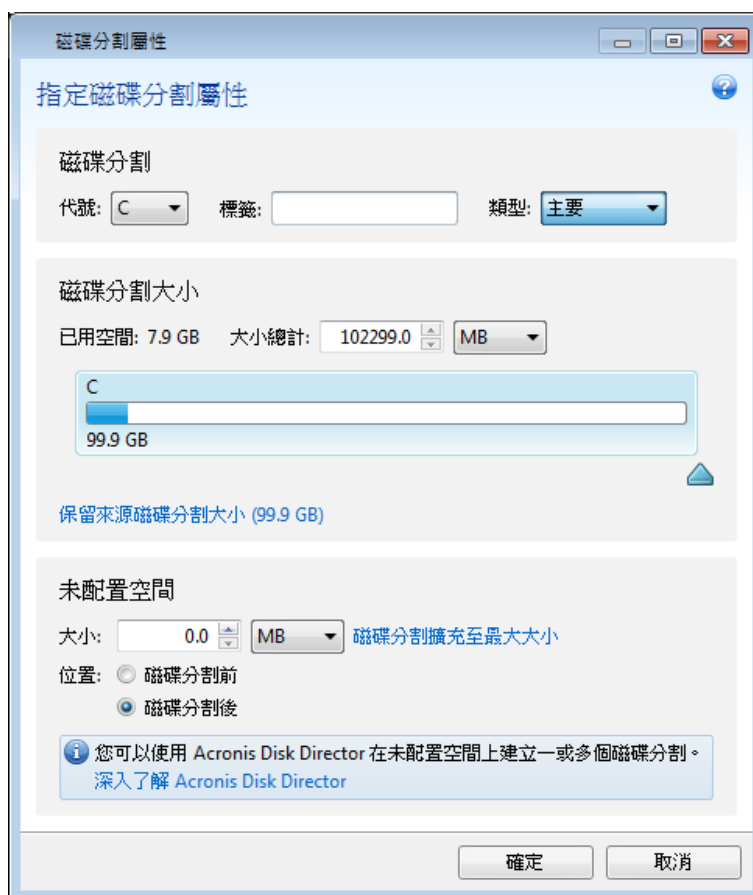 磁碟分割屬性
指定磁碟分割屬性
磁碟分割
代號: C 標籤: 類型: 主要
磁碟分割大小
已用空間: 7.9 GB 大小總計: 102299.0 MB
C
99.9 GB
保留來源磁碟分割大小 (99.9 GB)
未配置空間
大小: 0.0 MB 磁碟分割擴充至最大大小
位置: 磁碟分割前
磁碟分割後
您可以使用 Acronis Disk Director 在未配置空間上建立一或多個磁碟分割。
深入了解 Acronis Disk Director
確定 取消